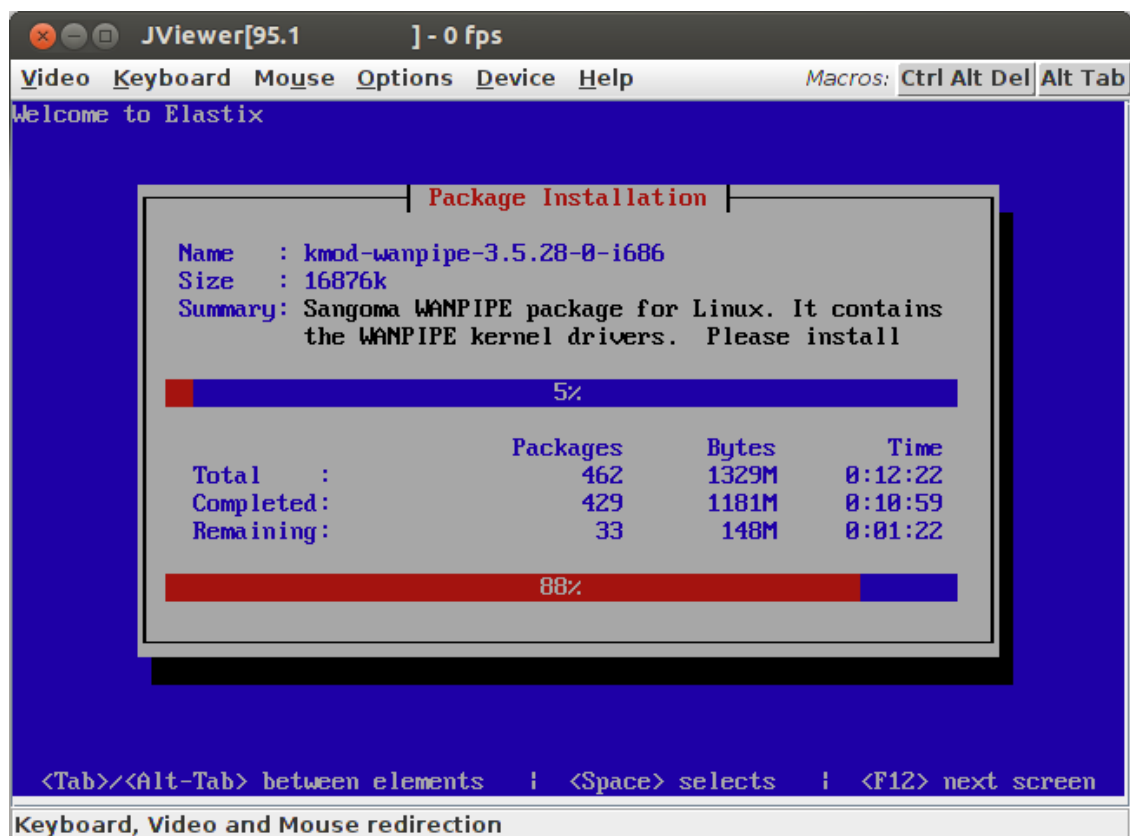 JViewer[95.1 ] - 0 fps
Video Keyboard Mouse Options Device Help Macros: Ctrl Alt Del Alt Tab
Welcome to Elastix
Package Installation
Name : kmod-wanpipe-3.5.28-0-i686
Size : 16876k
Summary: Sangoma WANPIPE package for Linux. It contains
the WANPIPE kernel drivers. Please install
5%
Packages Bytes Time
Total : 462 1329M 0:12:22
Completed: 429 1181M 0:10:59
Remaining: 33 148M 0:01:22
88%
<Tab>/<Alt-Tab> between elements | <Space> selects | <F12> next screen
Keyboard, Video and Mouse redirection